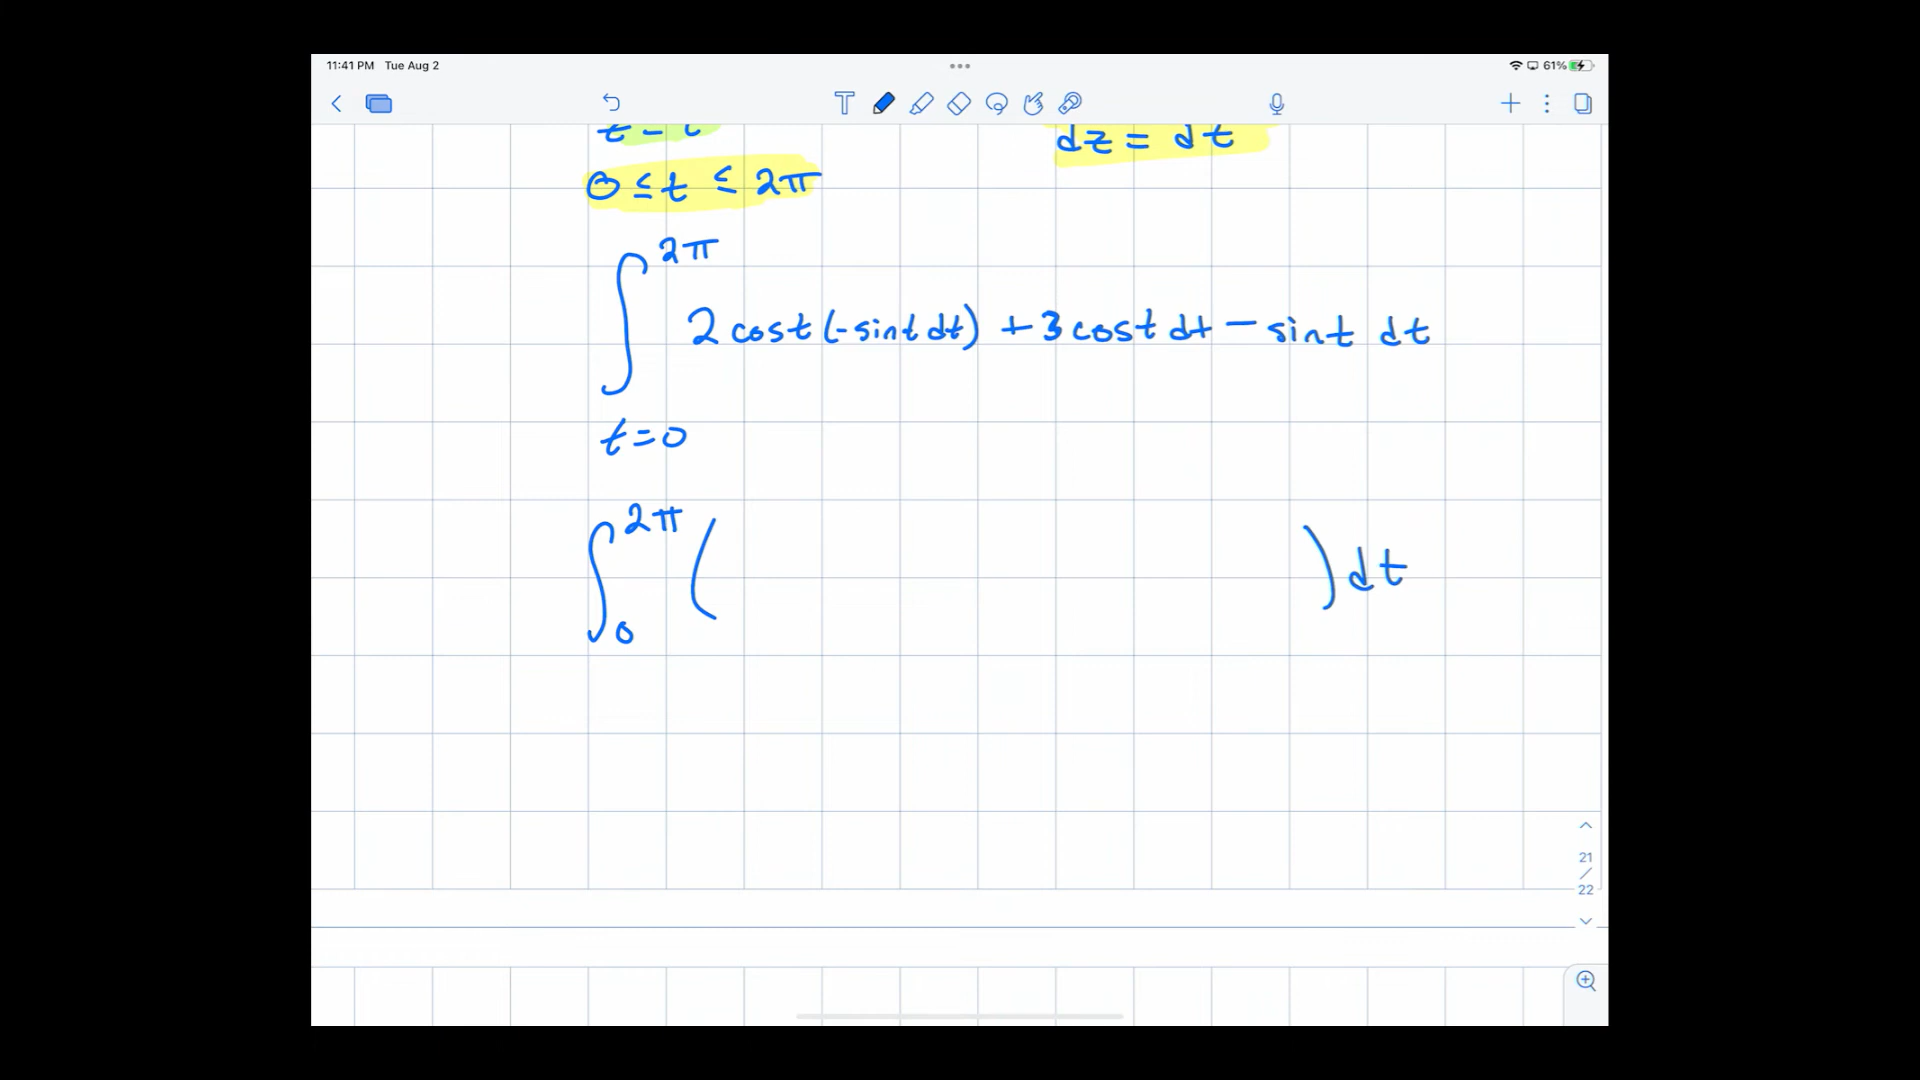 11:41 PM Tue Aug 2 61%
dz = dt
0 ≤ t ≤ 2π
∫ 2π
2 cost (-sint dt) + 3 cost dt - sint dt
t=0
∫ 2π ( ) dt
0
21
/
22